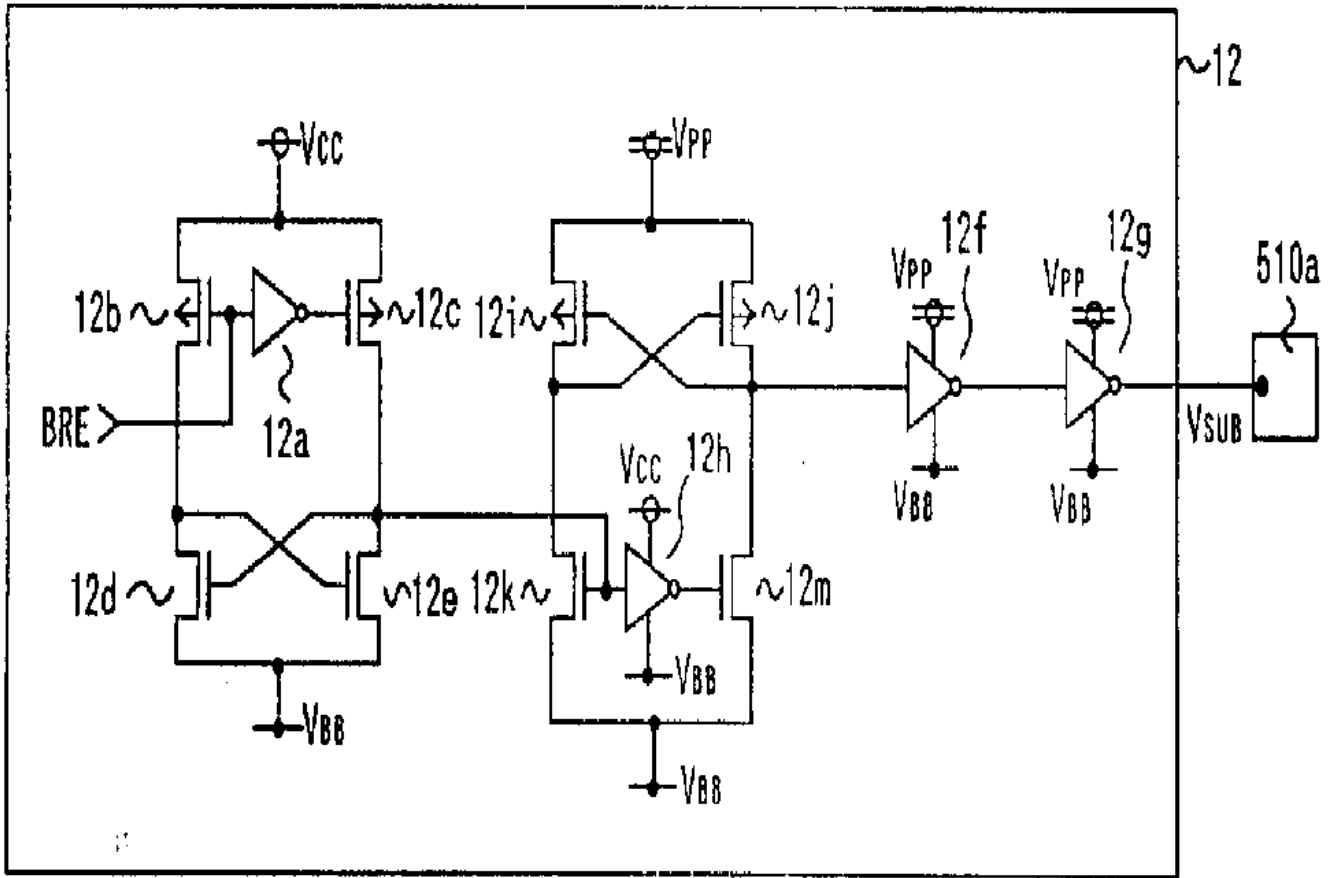 12
VCC
VPP
12f
12g
510a
VPP
VPP
12b
12c
12i
12j
BRE
12a
VSUB
VCC
12h
VBB
VBB
12d
12e
12k
12m
VBB
VBB
VBB